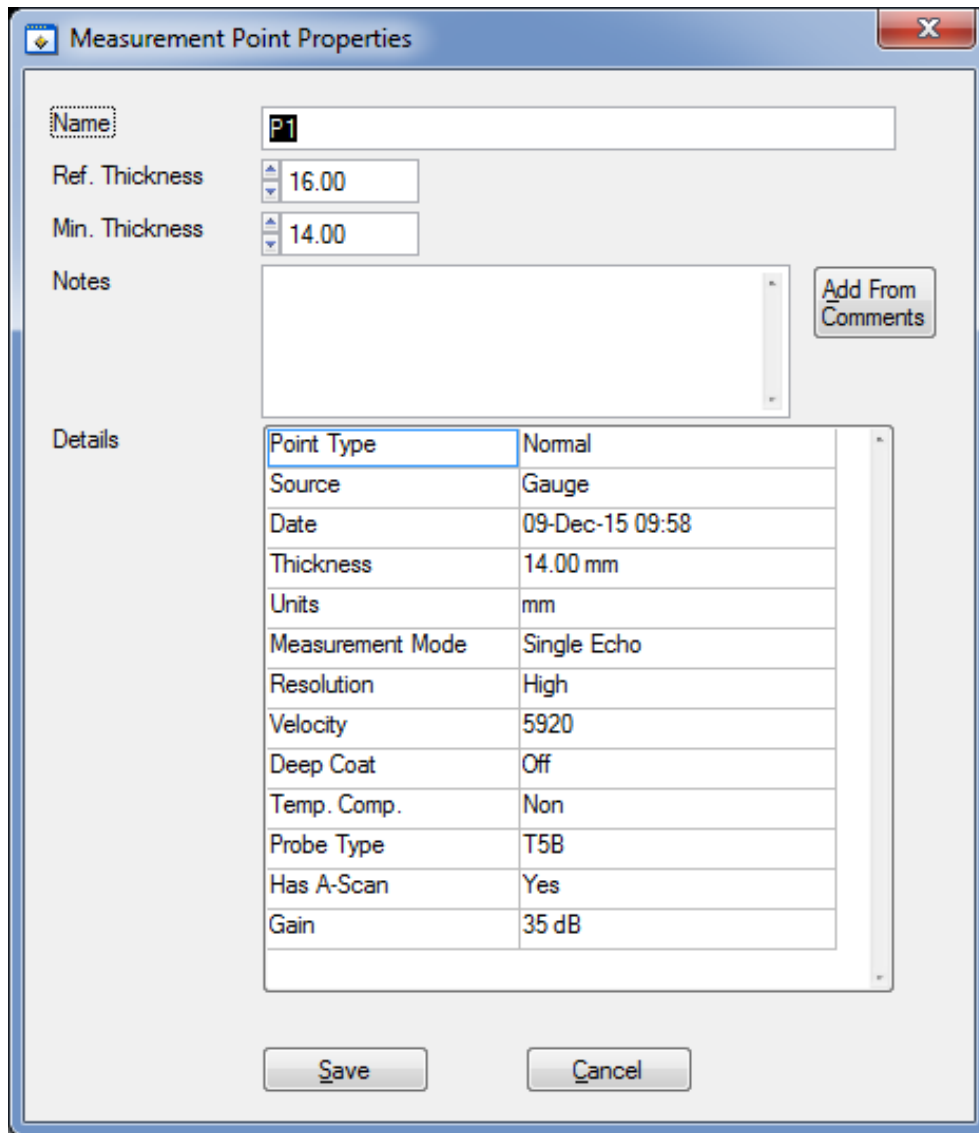 Measurement Point Properties
Name P1
Ref. Thickness 16.00
Min. Thickness 14.00
Notes
Add From
Comments
Details
Point Type Normal
Source Gauge
Date 09-Dec-15 09:58
Thickness 14.00 mm
Units mm
Measurement Mode Single Echo
Resolution High
Velocity 5920
Deep Coat Off
Temp. Comp. Non
Probe Type T5B
Has A-Scan Yes
Gain 35 dB
Save Cancel